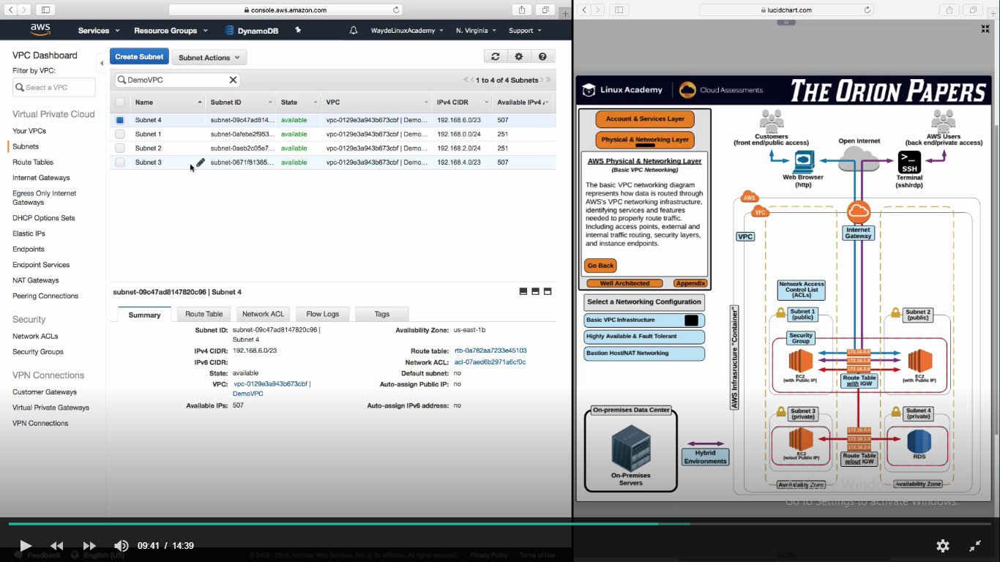 console.aws.amazon.com
aws
Services
Resource Groups
DynamoDB
WaydeLinuxAcademy
N. Virginia
Support
VPC Dashboard
Filter by VPC:
Select a VPC
Virtual Private Cloud
Your VPCs
Subnets
Route Tables
Internet Gateways
Egress Only Internet
Gateways
DHCP Options Sets
Elastic IPs
Endpoints
Endpoint Services
NAT Gateways
Peering Connections
Security
Network ACLs
Security Groups
VPN Connections
Customer Gateways
Virtual Private Gateways
VPN Connections
Create Subnet
Subnet Actions
DemoVPC
1 to 4 of 4 Subnets
Name Subnet ID State VPC IPv4 CIDR Available IPv4
Subnet 4 subnet-09c47ad814... available vpc-0129e3a943b673cbf | Demo... 192.168.6.0/23 507
Subnet 1 subnet-0afebe2f953... available vpc-0129e3a943b673cbf | Demo... 192.168.0.0/24 251
Subnet 2 subnet-0aeb2c05e7... available vpc-0129e3a943b673cbf | Demo... 192.168.2.0/24 251
Subnet 3 subnet-0671f81365... available vpc-0129e3a943b673cbf | Demo... 192.168.4.0/23 507
subnet-09c47ad8147820c96 | Subnet 4
Summary
Route Table
Network ACL
Flow Logs
Tags
Subnet ID: subnet-09c47ad8147820c96 |
Subnet 4
IPv4 CIDR: 192.168.6.0/23
IPv6 CIDR:
State: available
VPC: vpc-0129e3a943b673cbf |
DemoVPC
Available IPs: 507
Availability Zone: us-east-1b
Route table: rtb-0a782aa7233e45103
Network ACL: acl-07aed6b2971a6cf0c
Default subnet: no
Auto-assign Public IP: no
Auto-assign IPv6 address: no
Feedback
English (US)
© 2008 - 2018, Amazon Web Services, Inc. or its affiliates. All rights reserved.
Privacy Policy
Terms of Use
09:41 / 14:39
lucidchart.com
Linux Academy
Cloud Assessments
THE ORION PAPERS
Account & Services Layer
Physical & Networking Layer
AWS Physical & Networking Layer
(Basic VPC Networking)
The basic VPC networking diagram
represents how data is routed through
AWS's VPC networking infrastructure,
identifying services and features
needed to properly route traffic.
Including access points, external and
internal traffic routing, security layers,
and instance endpoints.
Go Back
Well Architected
Appendix
Select a Networking Configuration
Basic VPC Infrastructure
Highly Available & Fault Tolerant
Bastion Host/NAT Networking
On-premises Data Center
On-Premises
Servers
Hybrid
Environments
Customers
(front end/public access)
Open Internet
AWS Users
(back end/private access)
Web Browser
(http)
SSH
Terminal
(ssh/rdp)
AWS
VPC
VPC
Internet
Gateway
Network Access
Control List
(ACLs)
Subnet 1
(public)
Subnet 2
(public)
Security
Group
EC2
(with Public IP)
172.16.0.0
172.16.1.0
172.16.2.0
Route Table
with IGW
EC2
(with Public IP)
AWS Infrasructure "Container"
Subnet 3
(private)
Subnet 4
(private)
EC2
(w/out Public IP)
172.16.0.0
172.16.1.0
172.16.2.0
Route Table
w/out IGW
RDS
Availability Zone
Availability Zone
Activate Windows
Go to Settings to activate Windows.